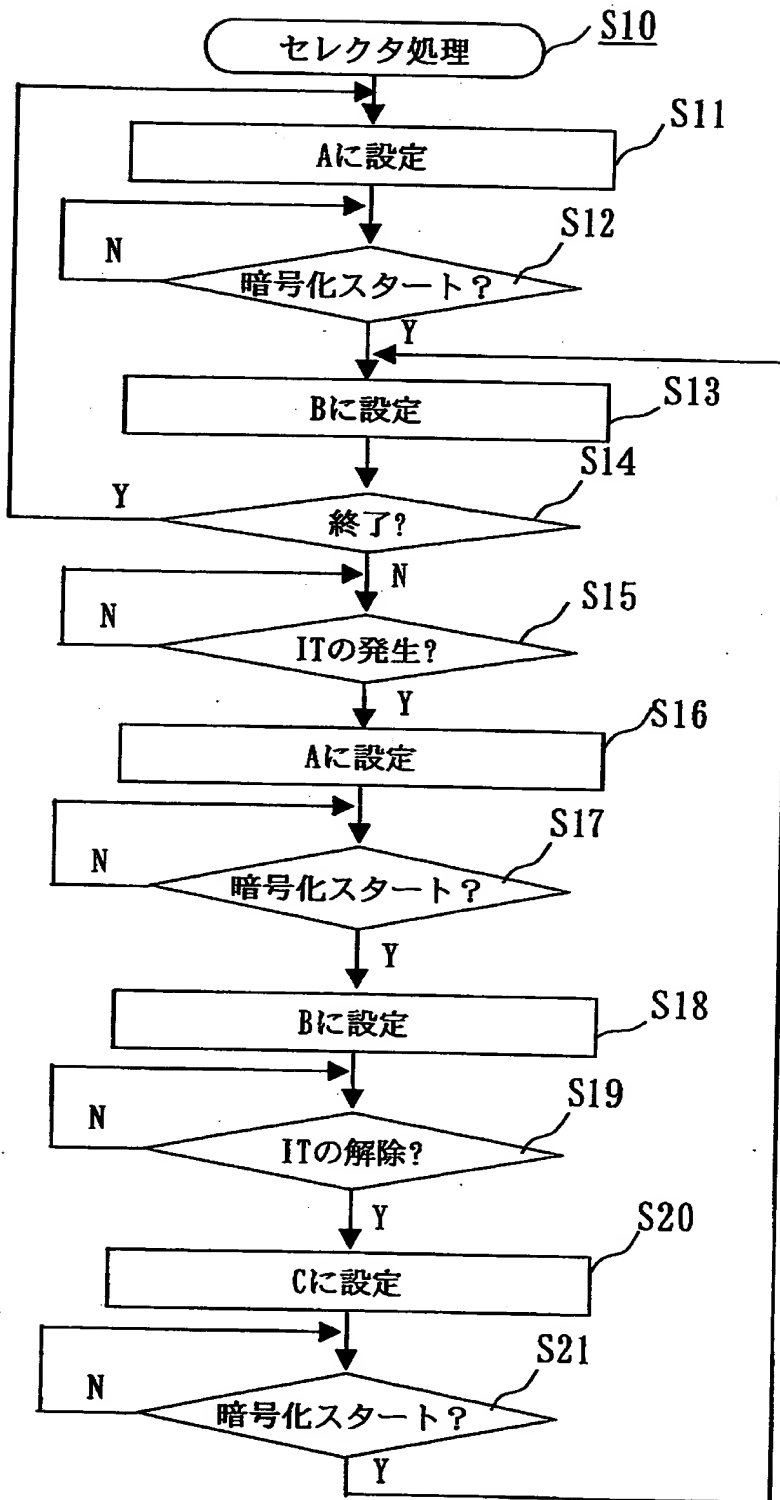 セレクタ処理
S10
S11
Aに設定
S12
N
暗号化スタート？
Y
S13
Bに設定
S14
Y
終了?
N
S15
N
ITの発生?
Y
S16
Aに設定
S17
N
暗号化スタート？
Y
S18
Bに設定
S19
N
ITの解除?
Y
S20
Cに設定
S21
N
暗号化スタート？
Y